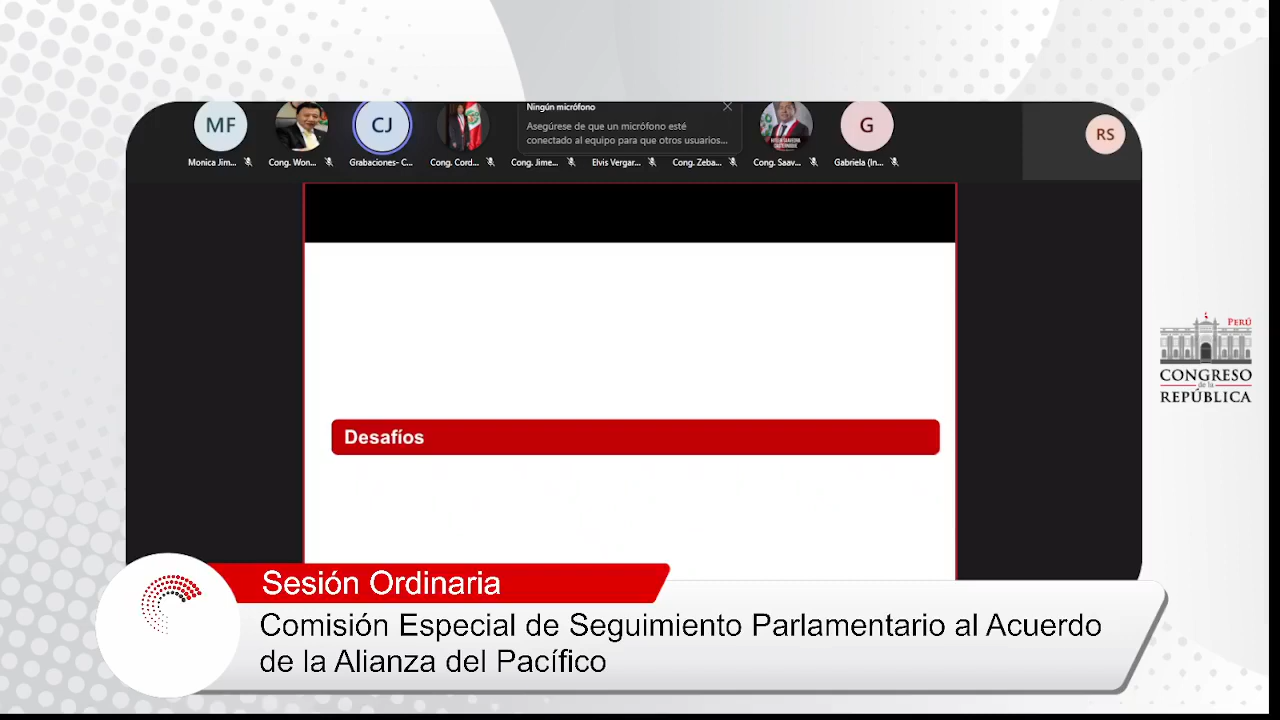 Ningún micrófono
Asegúrese de que un micrófono esté
conectado al equipo para que otros usuarios...
MF
CJ
G
RS
Monica Jim...
Cong. Won...
Grabaciones- C...
Cong. Cord...
Cong. Jime...
Elvis Vergar...
Cong. Zeba...
Cong. Saav...
Gabriela (In...
Desafíos
PERÚ
CONGRESO
de la
REPÚBLICA
Sesión Ordinaria
Comisión Especial de Seguimiento Parlamentario al Acuerdo
de la Alianza del Pacífico